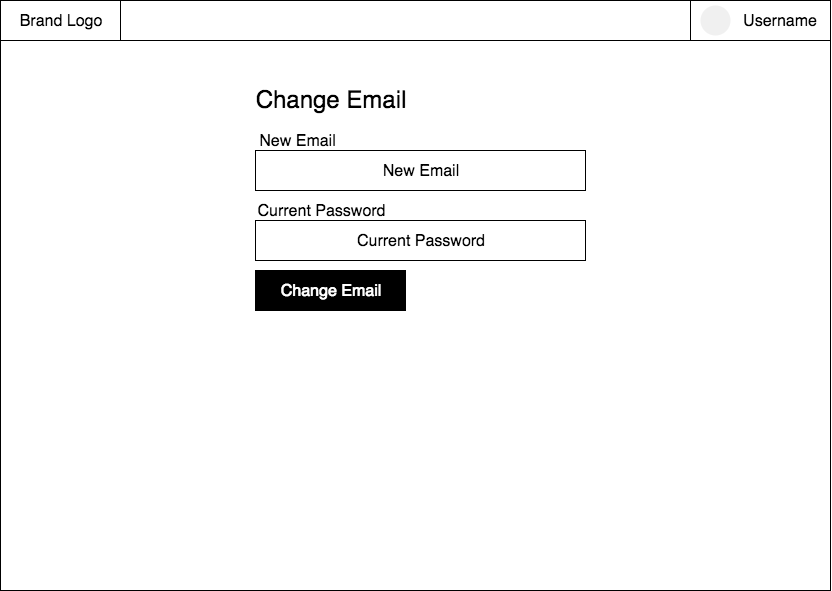 Brand Logo
Username
Change Email
New Email
New Email
Current Password
Current Password
Change Email